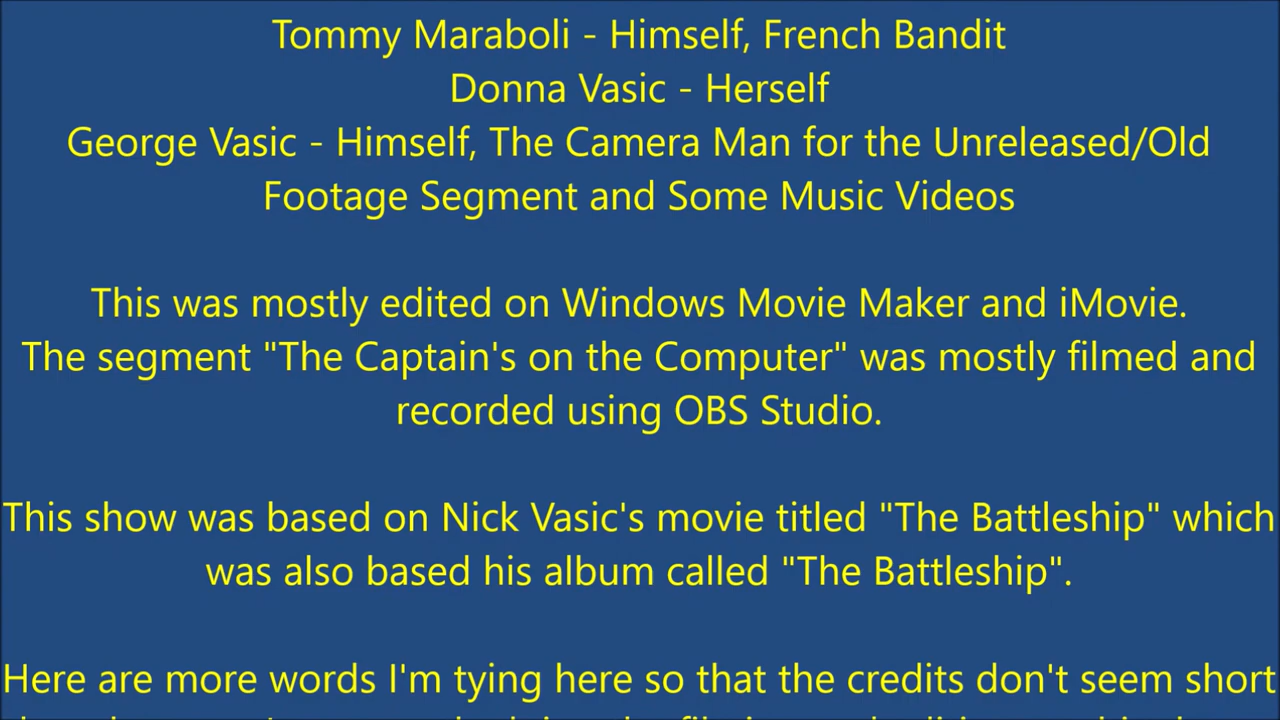 Tommy Maraboli - Himself, French Bandit
Donna Vasic - Herself
George Vasic - Himself, The Camera Man for the Unreleased/Old
Footage Segment and Some Music Videos
This was mostly edited on Windows Movie Maker and iMovie.
The segment "The Captain's on the Computer" was mostly filmed and
recorded using OBS Studio.
This show was based on Nick Vasic's movie titled "The Battleship" which
was also based his album called "The Battleship".
Here are more words I'm tying here so that the credits don't seem short